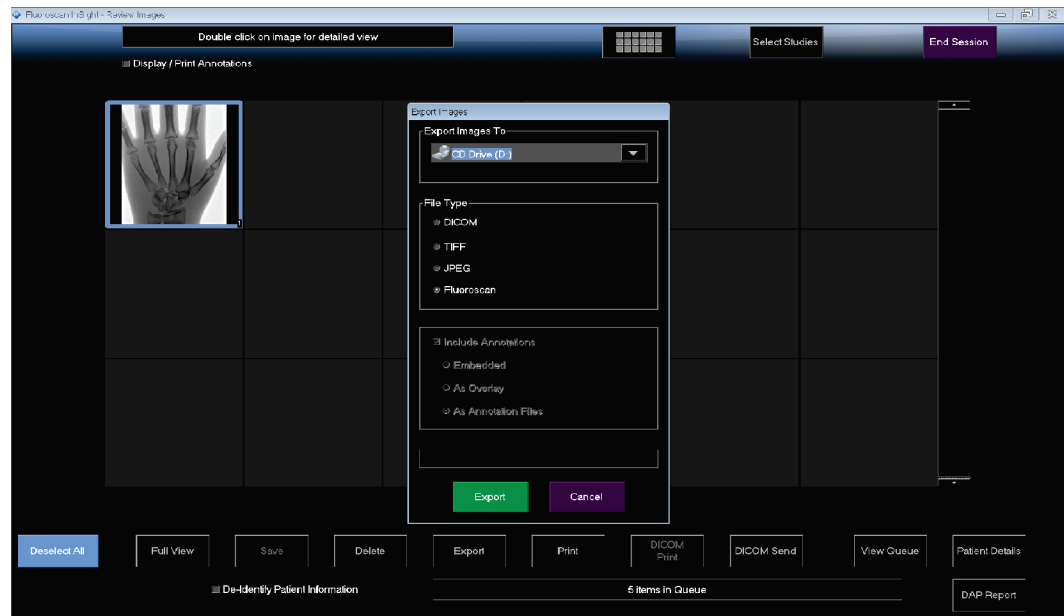 Fluoroscan InSight - Review Images
Double click on image for detailed view
Select Studies
End Session
Display / Print Annotations
Export Images
Export Images To
CD Drive (D:)
File Type
DICOM
TIFF
JPEG
Fluoroscan
Include Annotations
Embedded
As Overlay
As Annotation Files
1
Export
Cancel
Deselect All
Full View
Save
Delete
Export
Print
DICOM
Print
DICOM Send
View Queue
Patient Details
De-Identify Patient Information
5 items in Queue
DAP Report